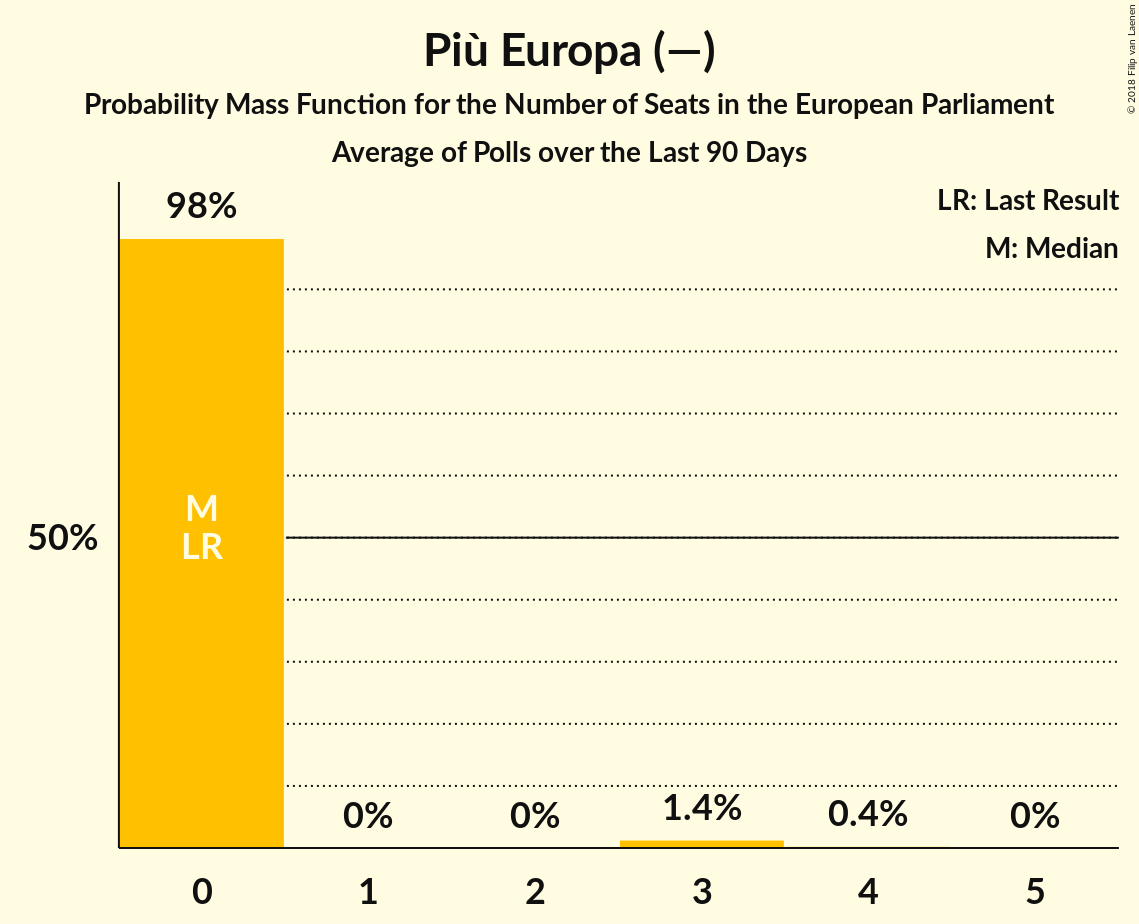 Più Europa (—)
Probability Mass Function for the Number of Seats in the European Parliament
Average of Polls over the Last 90 Days
© 2018 Filip van Laenen
LR: Last Result
M: Median
98%
M
LR
50%
0%
0%
1.4%
0.4%
0%
0
1
2
3
4
5